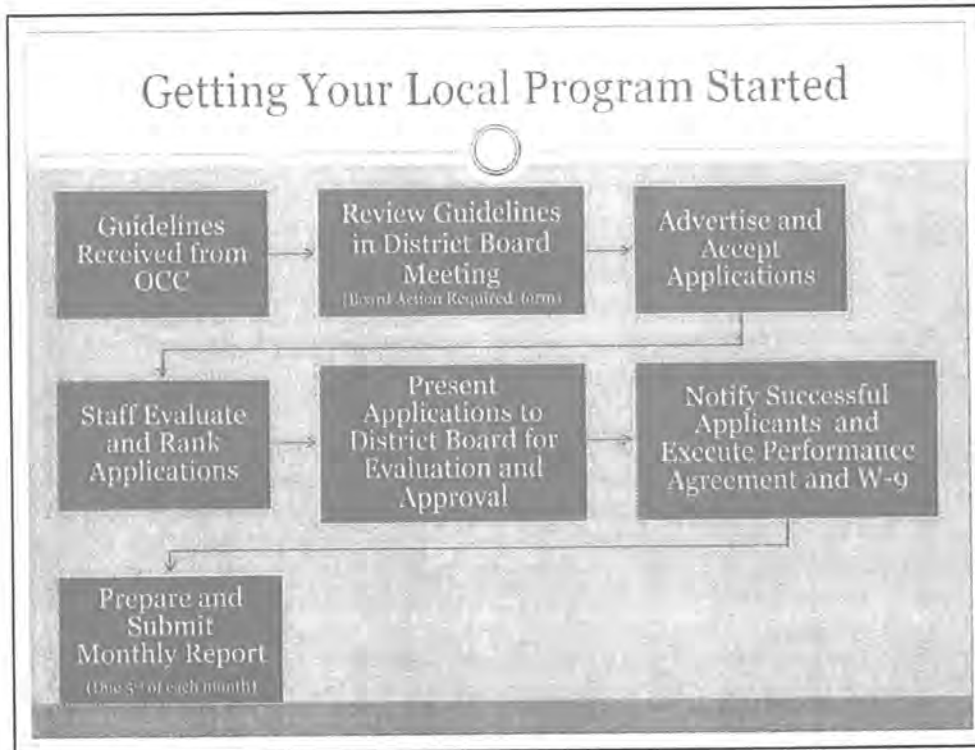 Getting Your Local Program Started
Guidelines
Received from
OCC
Review Guidelines
in District Board
Meeting
(Board Action Required, form)
Advertise and
Accept
Applications
Staff Evaluate
and Rank
Applications
Present
Applications to
District Board for
Evaluation and
Approval
Notify Successful
Applicants and
Execute Performance
Agreement and W-9
Prepare and
Submit
Monthly Report
(Due of each month)